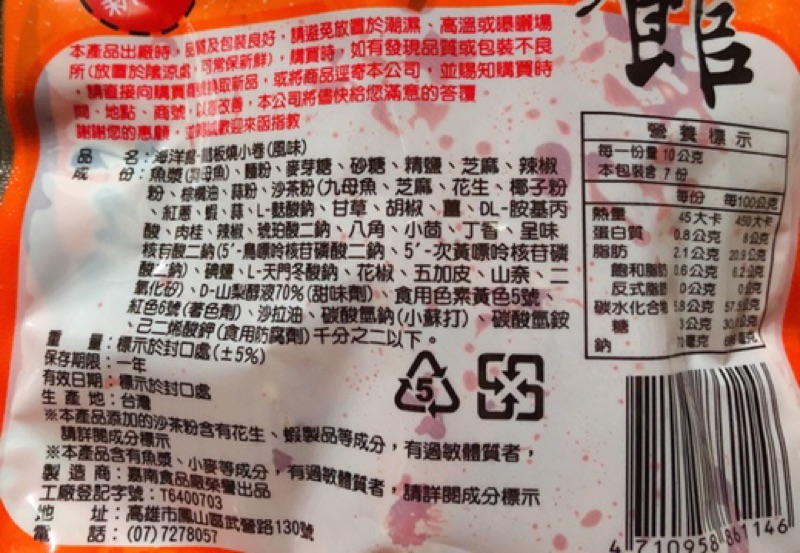 本產品出廠時，品質及包裝良好，請避免放置於潮濕、高溫或曝曬場
所(放置於陰涼處，可常保新鮮)，購買時，如有發現品質或包裝不良
，請直接向購買商號換取新品，或將商品逕寄本公司，並賜知購買時
間、地點、商號，以茲改善，本公司將儘快給您滿意的答覆
謝謝您的惠顧，並歡迎來函指教
館
品 名：海洋館-鐵板燒小卷(風味)
成 份：魚漿(九母魚)、麵粉、麥芽糖、砂糖、精鹽、芝麻、辣椒
粉、棕櫚油、蒜粉、沙茶粉(九母魚、芝麻、花生、椰子粉
、紅蔥、蝦、蒜、L-麩酸鈉、甘草、胡椒、薑、DL-胺基丙
酸、肉桂、辣椒、琥珀酸二鈉、八角、小茴、丁香、呈味
核苷酸二鈉(5'-鳥嘌呤核苷磷酸二鈉、5'-次黃嘌呤核苷磷
酸二鈉)、碘鹽、L-天門冬酸鈉、花椒、五加皮、山奈、二
氧化矽)、D-山梨醇液70%(甜味劑)、食用色素黃色5號、
紅色6號(著色劑)、沙拉油、碳酸氫鈉(小蘇打)、碳酸氫銨
、己二烯酸鉀(食用防腐劑)千分之二以下。
重 量：標示於封口處(±5%)
保存期限：一年
有效日期：標示於封口處
生 產 地：台灣
※本產品添加的沙茶粉含有花生、蝦製品等成分，有過敏體質者，
請詳閱成分標示
※本產品含有魚漿、小麥等成分，有過敏體質者，請詳閱成分標示
製 造 商：嘉南食品廠榮譽出品
工廠登記字號：T6400703
地 址：高雄市鳳山區武營路130號
電 話：(07)7278057
營養標示
每一份量 10公克
本包裝含 7份
每份 每100公克
熱量 45大卡 450大卡
蛋白質 0.8公克 8公克
脂肪 2.1公克 20.9公克
飽和脂肪 0.6公克 6.2公克
反式脂肪 0公克 0公克
碳水化合物 5.8公克 57.5公克
糖 3公克 公克
鈉 毫克 毫克
5
4 710958 861146